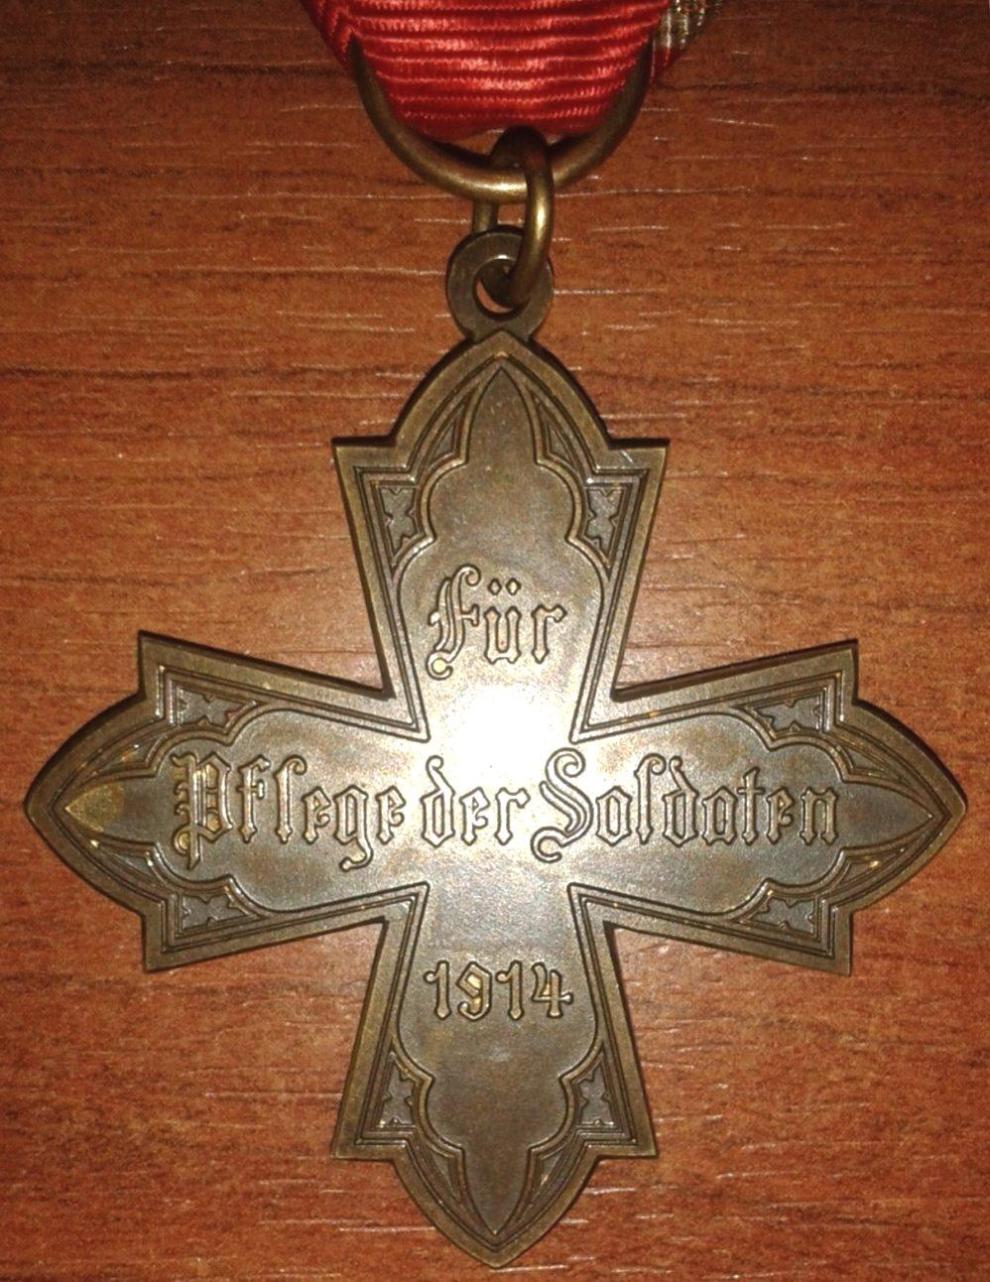 Für
Pflege der Soldaten
1914